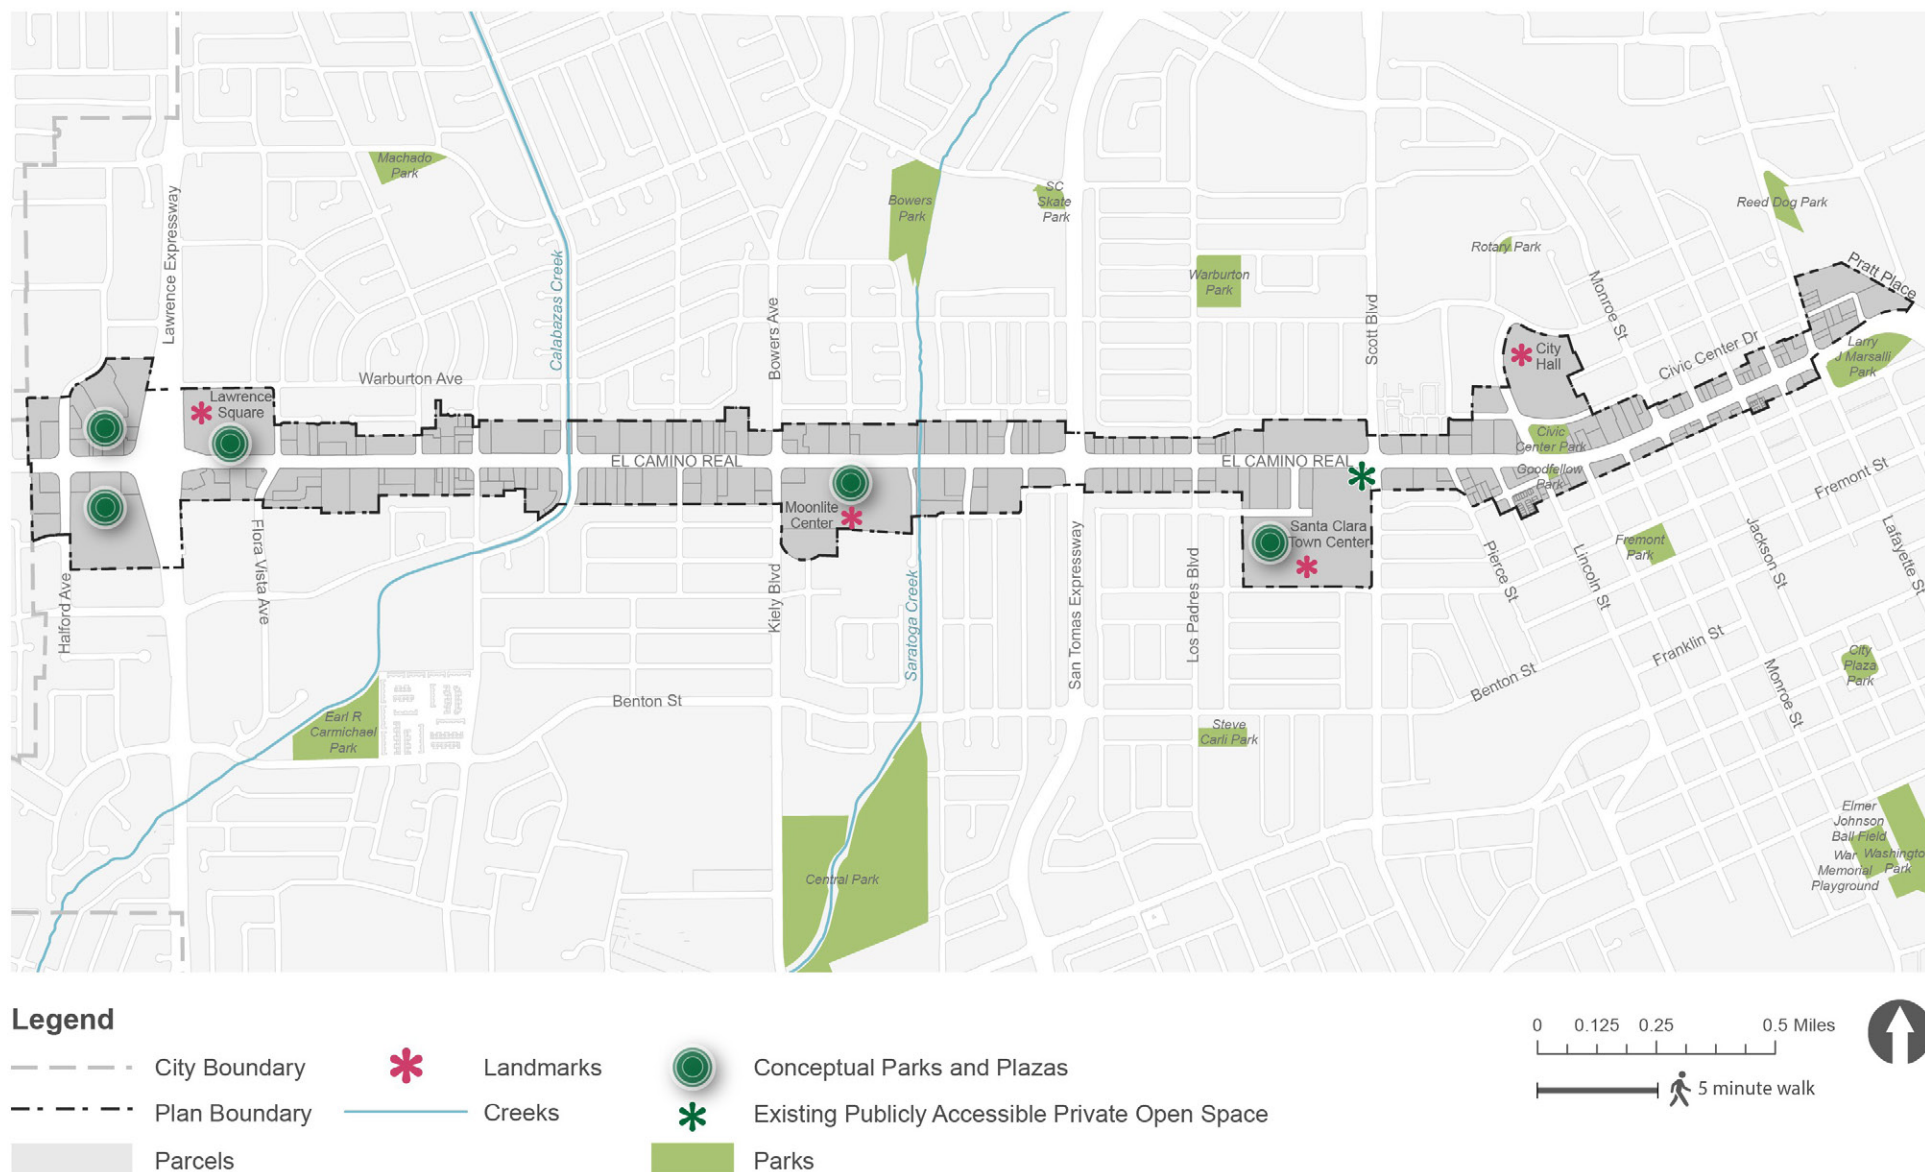 Machado
Park
Bowers
Park
SC
Skate
Park
Reed Dog Park
Rotary Park
Warburton
Park
Pratt Place
Lawrence Expressway
Calabazas Creek
Bowers Ave
Scott Blvd
Monroe St
City
Hall
Civic Center Dr
Larry
J Marsalli
Park
Warburton Ave
Lawrence
Square
Civic
Center Park
EL CAMINO REAL
EL CAMINO REAL
Goodfellow
Park
Fremont St
Moonlite
Center
Santa Clara
Town Center
Halford Ave
Flora Vista Ave
Kiely Blvd
Saratoga Creek
San Tomas Expressway
Los Padres Blvd
Pierce St
Lincoln St
Fremont
Park
Jackson St
Lafayette St
Franklin St
Benton St
Benton St
Monroe St
City
Plaza
Park
Earl R
Carmichael
Park
Steve
Carli Park
Central Park
Elmer
Johnson
Ball Field
War
Memorial
Playground
Washington
Park
Legend
City Boundary
Landmarks
Conceptual Parks and Plazas
Plan Boundary
Creeks
Existing Publicly Accessible Private Open Space
Parcels
Parks
0 0.125 0.25 0.5 Miles
5 minute walk